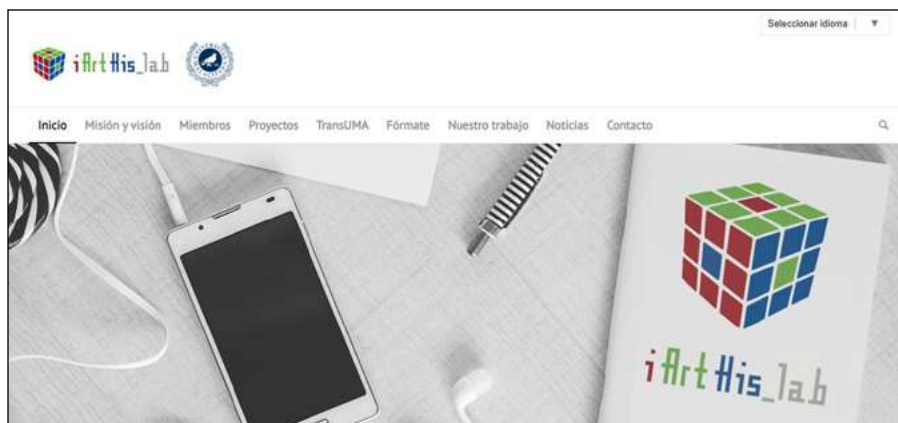 Seleccionar idioma
iArtHis_lab
Inicio Misión y visión Miembros Proyectos TransUMA Fórmate Nuestro trabajo Noticias Contacto
iArtHis_lab